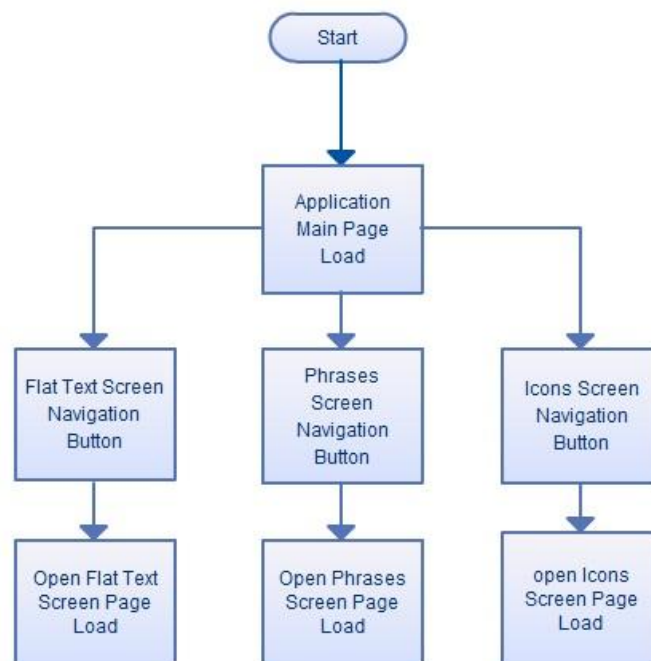 Start
Application
Main Page
Load
Flat Text Screen
Navigation
Button
Phrases
Screen
Navigation
Button
Icons Screen
Navigation
Button
Open Flat Text
Screen Page
Load
Open Phrases
Screen Page
Load
open Icons
Screen Page
Load